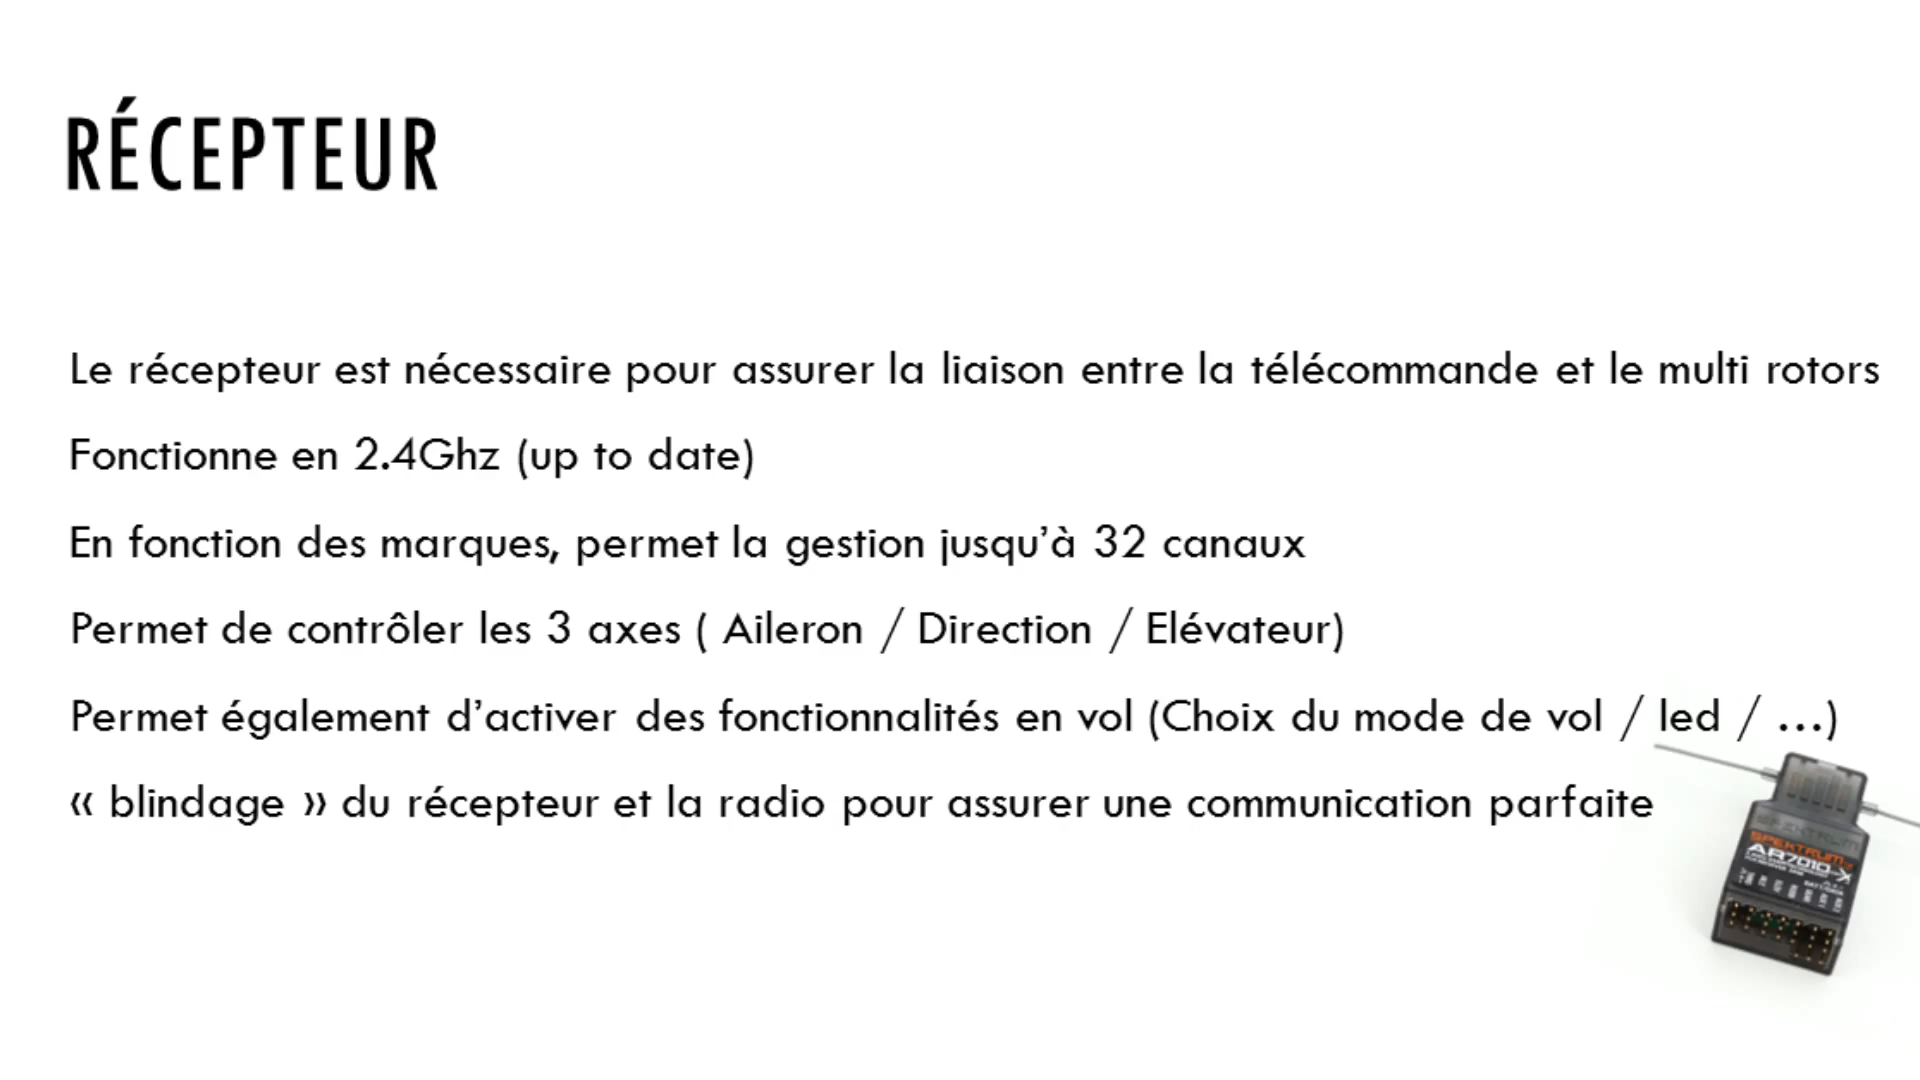 RÉCEPTEUR
Le récepteur est nécessaire pour assurer la liaison entre la télécommande et le multi rotors
Fonctionne en 2.4Ghz (up to date)
En fonction des marques, permet la gestion jusqu’à 32 canaux
Permet de contrôler les 3 axes ( Aileron / Direction / Elévateur)
Permet également d’activer des fonctionnalités en vol (Choix du mode de vol / led / ...)
« blindage » du récepteur et la radio pour assurer une communication parfaite
SPEKTRUM
SPEKTRUM
AR7010